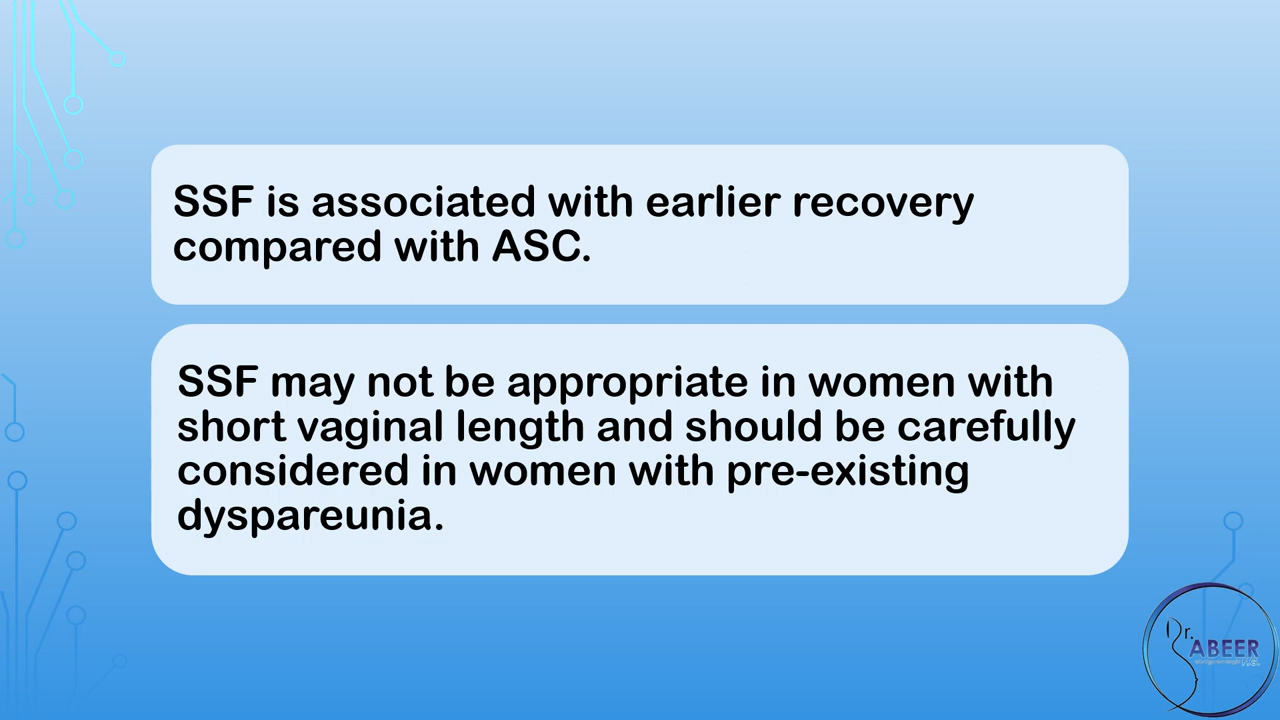 SSF is associated with earlier recovery
compared with ASC.
SSF may not be appropriate in women with
short vaginal length and should be carefully
considered in women with pre-existing
dyspareunia.
Dr.
ABEER